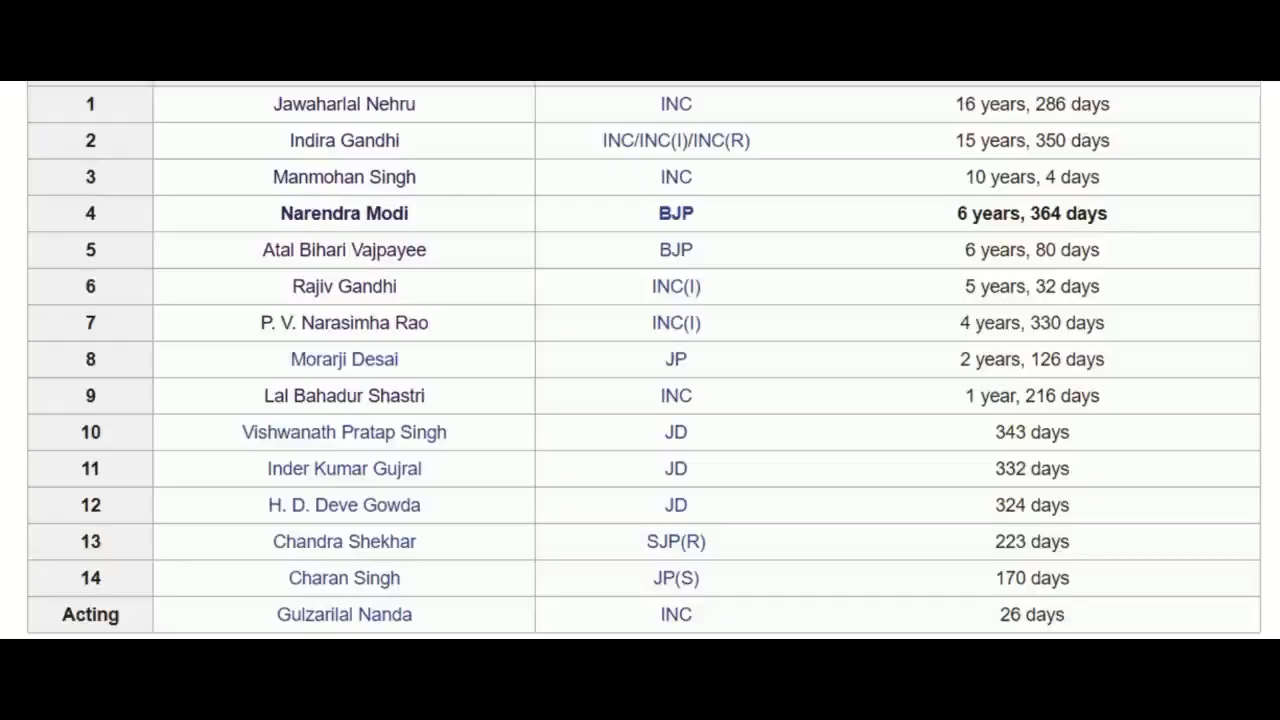 1 Jawaharlal Nehru INC 16 years, 286 days
2 Indira Gandhi INC/INC(I)/INC(R) 15 years, 350 days
3 Manmohan Singh INC 10 years, 4 days
4 Narendra Modi BJP 6 years, 364 days
5 Atal Bihari Vajpayee BJP 6 years, 80 days
6 Rajiv Gandhi INC(I) 5 years, 32 days
7 P. V. Narasimha Rao INC(I) 4 years, 330 days
8 Morarji Desai JP 2 years, 126 days
9 Lal Bahadur Shastri INC 1 year, 216 days
10 Vishwanath Pratap Singh JD 343 days
11 Inder Kumar Gujral JD 332 days
12 H. D. Deve Gowda JD 324 days
13 Chandra Shekhar SJP(R) 223 days
14 Charan Singh JP(S) 170 days
Acting Gulzarilal Nanda INC 26 days